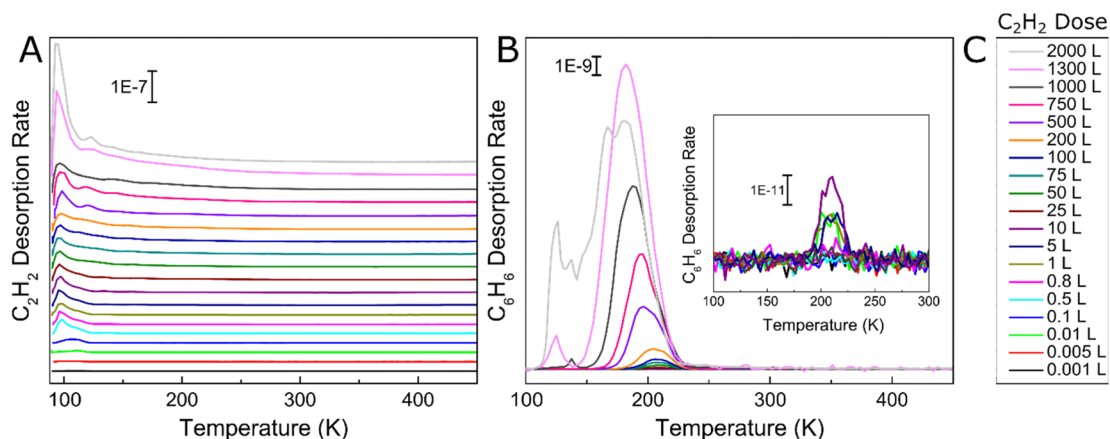 A
1E-7
C2H2 Desorption Rate
100
200
300
400
Temperature (K)
B
1E-9
C6H6 Desorption Rate
100
200
300
400
Temperature (K)
1E-11
C6H6 Desorption Rate
100
150
200
250
300
Temperature (K)
C
C2H2 Dose
2000 L
1300 L
1000 L
750 L
500 L
200 L
100 L
75 L
50 L
25 L
10 L
5 L
1 L
0.8 L
0.5 L
0.1 L
0.01 L
0.005 L
0.001 L